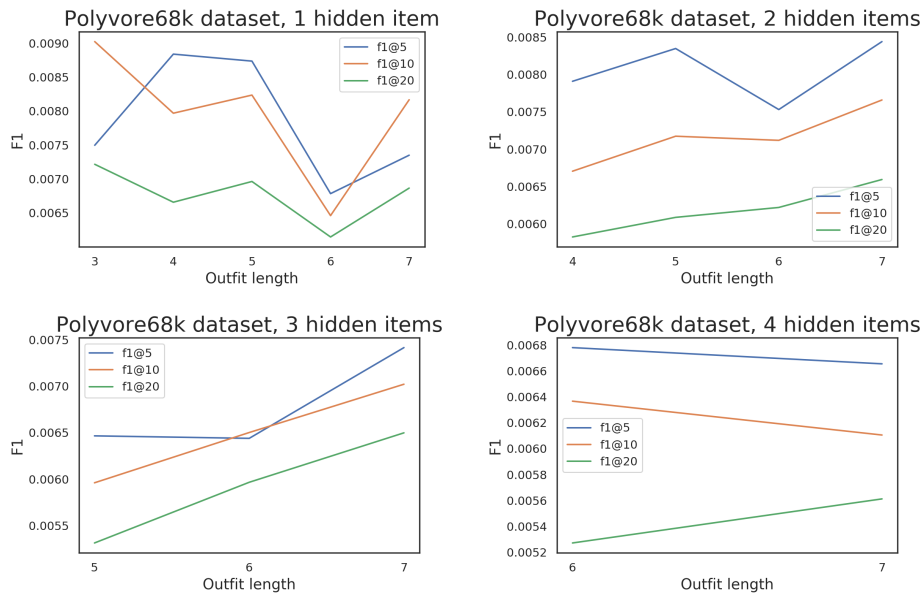 Polyvore68k dataset, 1 hidden item
0.0090
0.0085
0.0080
0.0075
0.0070
0.0065
F1
f1@5
f1@10
f1@20
3 4 5 6 7
Outfit length
Polyvore68k dataset, 2 hidden items
0.0085
0.0080
0.0075
0.0070
0.0065
0.0060
F1
f1@5
f1@10
f1@20
4 5 6 7
Outfit length
Polyvore68k dataset, 3 hidden items
0.0075
0.0070
0.0065
0.0060
0.0055
F1
f1@5
f1@10
f1@20
5 6 7
Outfit length
Polyvore68k dataset, 4 hidden items
0.0068
0.0066
0.0064
0.0062
0.0060
0.0058
0.0056
0.0054
0.0052
F1
f1@5
f1@10
f1@20
6 7
Outfit length